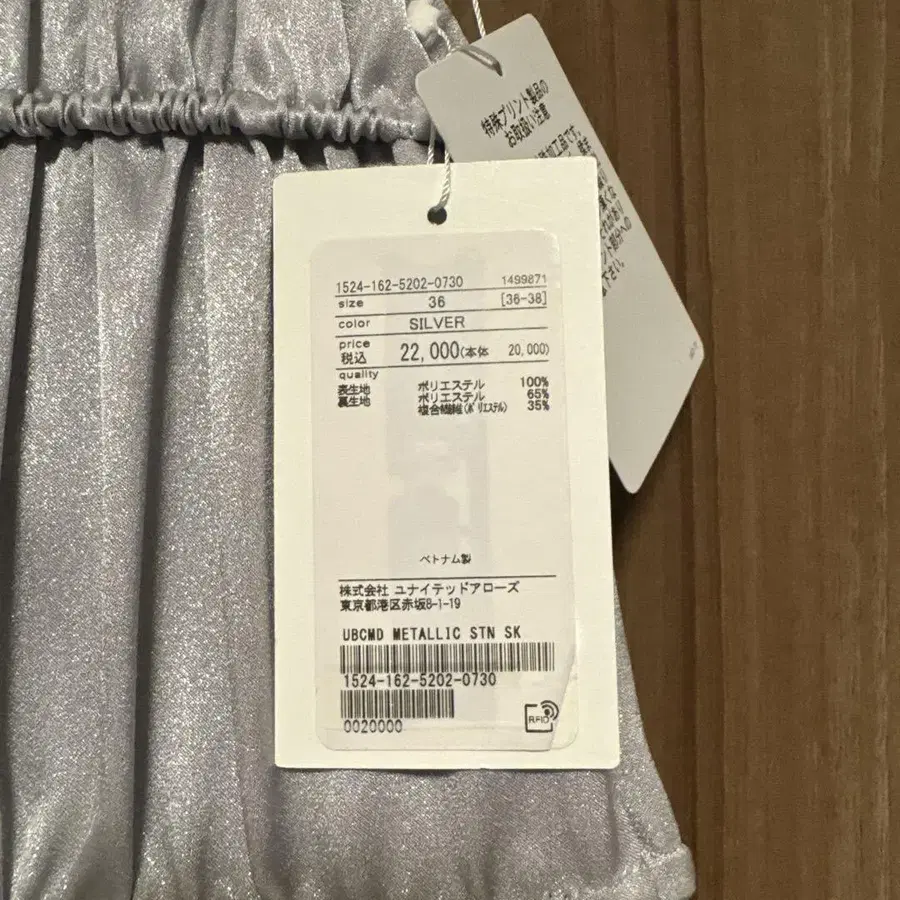 特殊プリント製品の
お取扱い注意
1524-162-5202-0730 1499871
size 36 [36-38]
color SILVER
price
税込 22,000(本体 20,000)
quality
表生地 ポリエステル 100%
裏生地 ポリエステル 65%
複合繊維(ポリエステル) 35%
ベトナム製
株式会社 ユナイテッドアローズ
東京都港区赤坂8-1-19
UBCMD METALLIC STN SK
1524-162-5202-0730
0020000
RFID